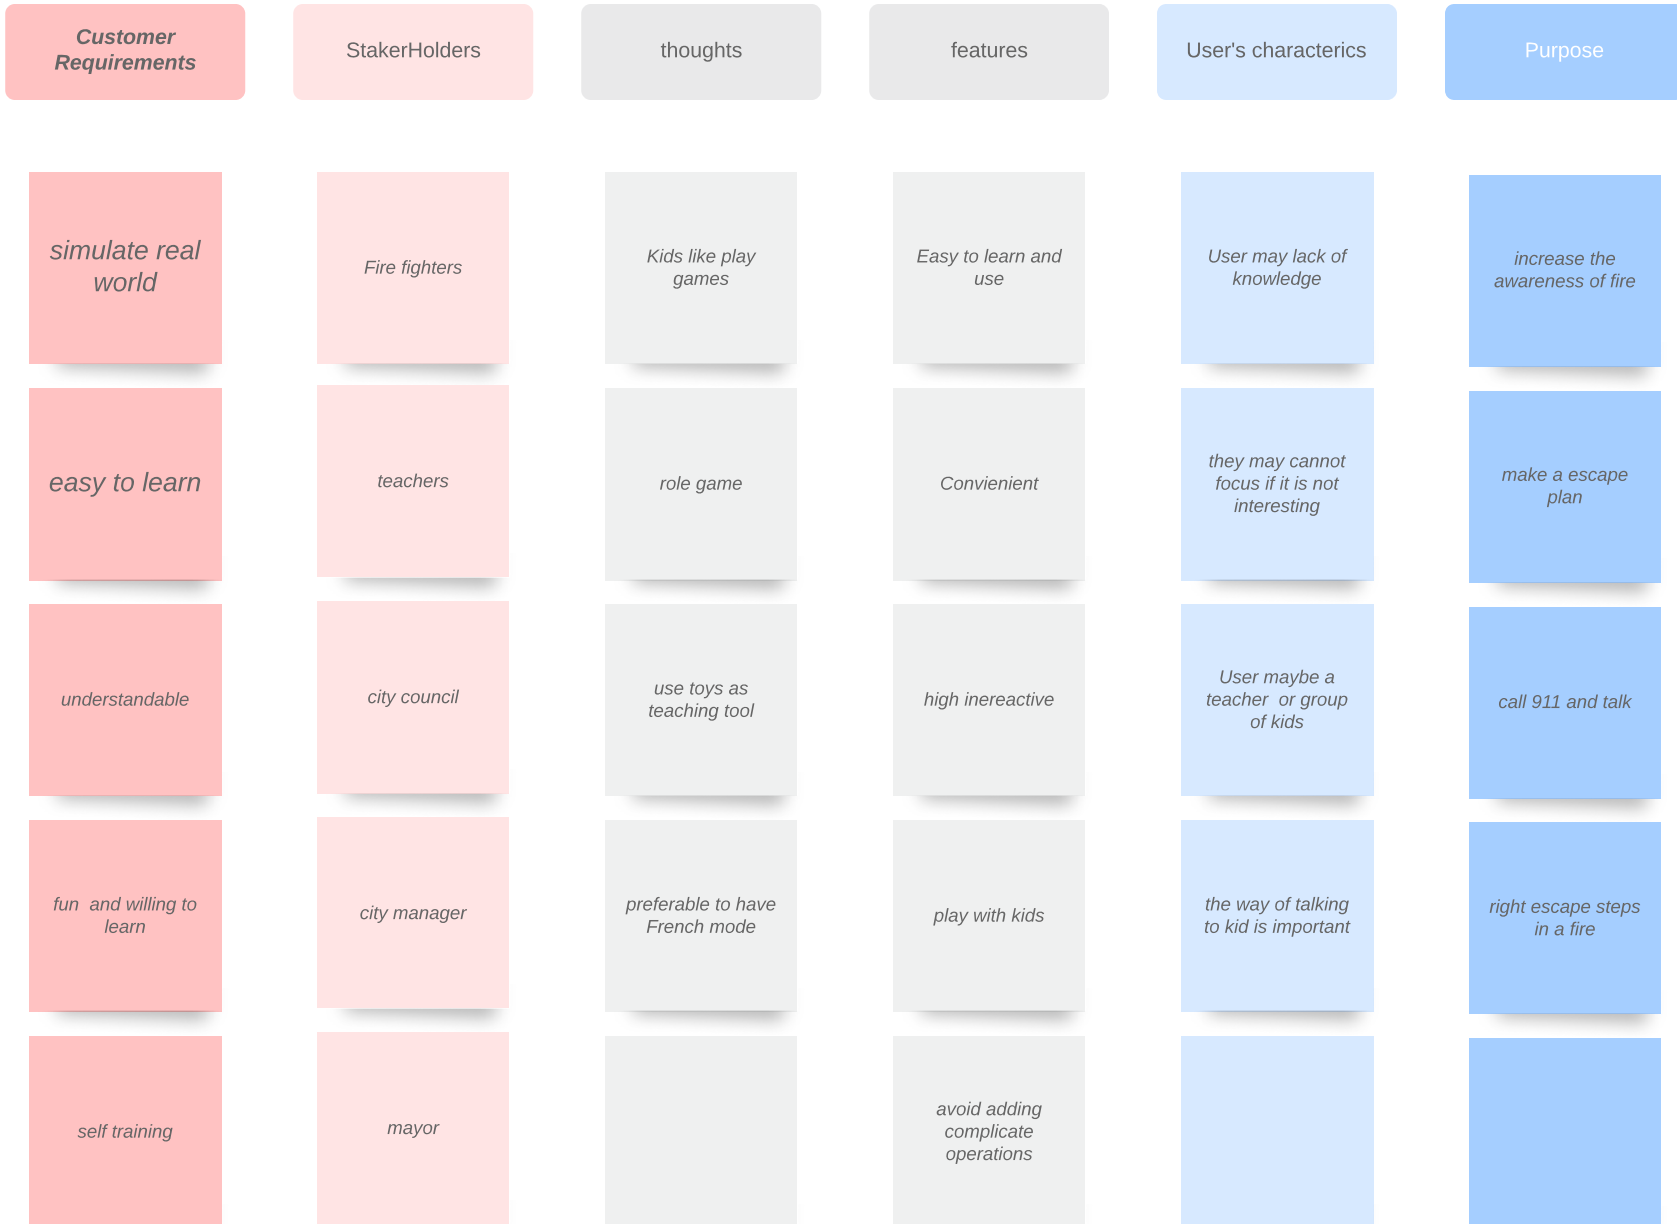 Customer
Requirements
StakerHolders
thoughts
features
User's characterics
Purpose
simulate real
world
Fire fighters
Kids like play
games
Easy to learn and
use
User may lack of
knowledge
increase the
awareness of fire
easy to learn
teachers
role game
Convienient
they may cannot
focus if it is not
interesting
make a escape
plan
understandable
city council
use toys as
teaching tool
high inereactive
User maybe a
teacher  or group
of kids
call 911 and talk
fun  and willing to
learn
city manager
preferable to have
French mode
play with kids
the way of talking
to kid is important
right escape steps
in a fire
self training
mayor
avoid adding
complicate
operations